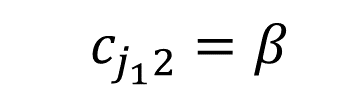 c_{j_1 2} = β